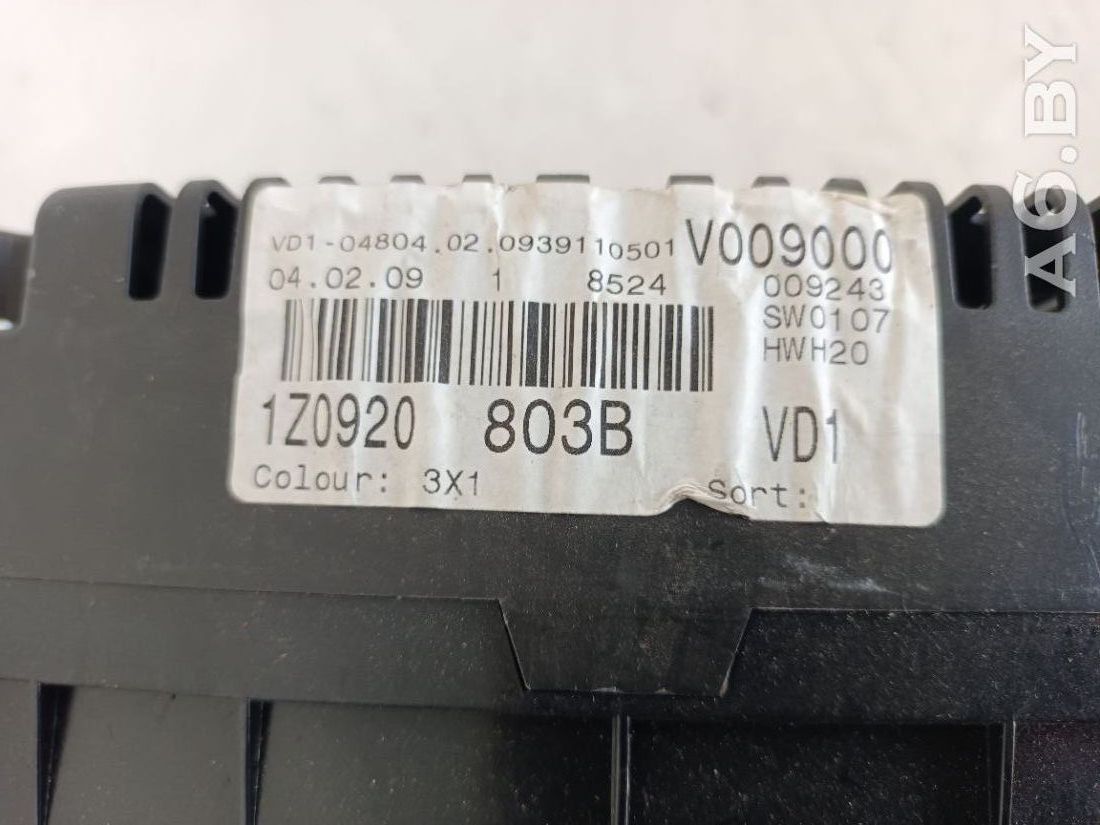 VD1-04804.02.0939110501 V009000
04.02.09 1 8524 009243
SW0107
HWH20
1Z0920 803B VD1
Colour: 3X1 Sort:
A6.BY